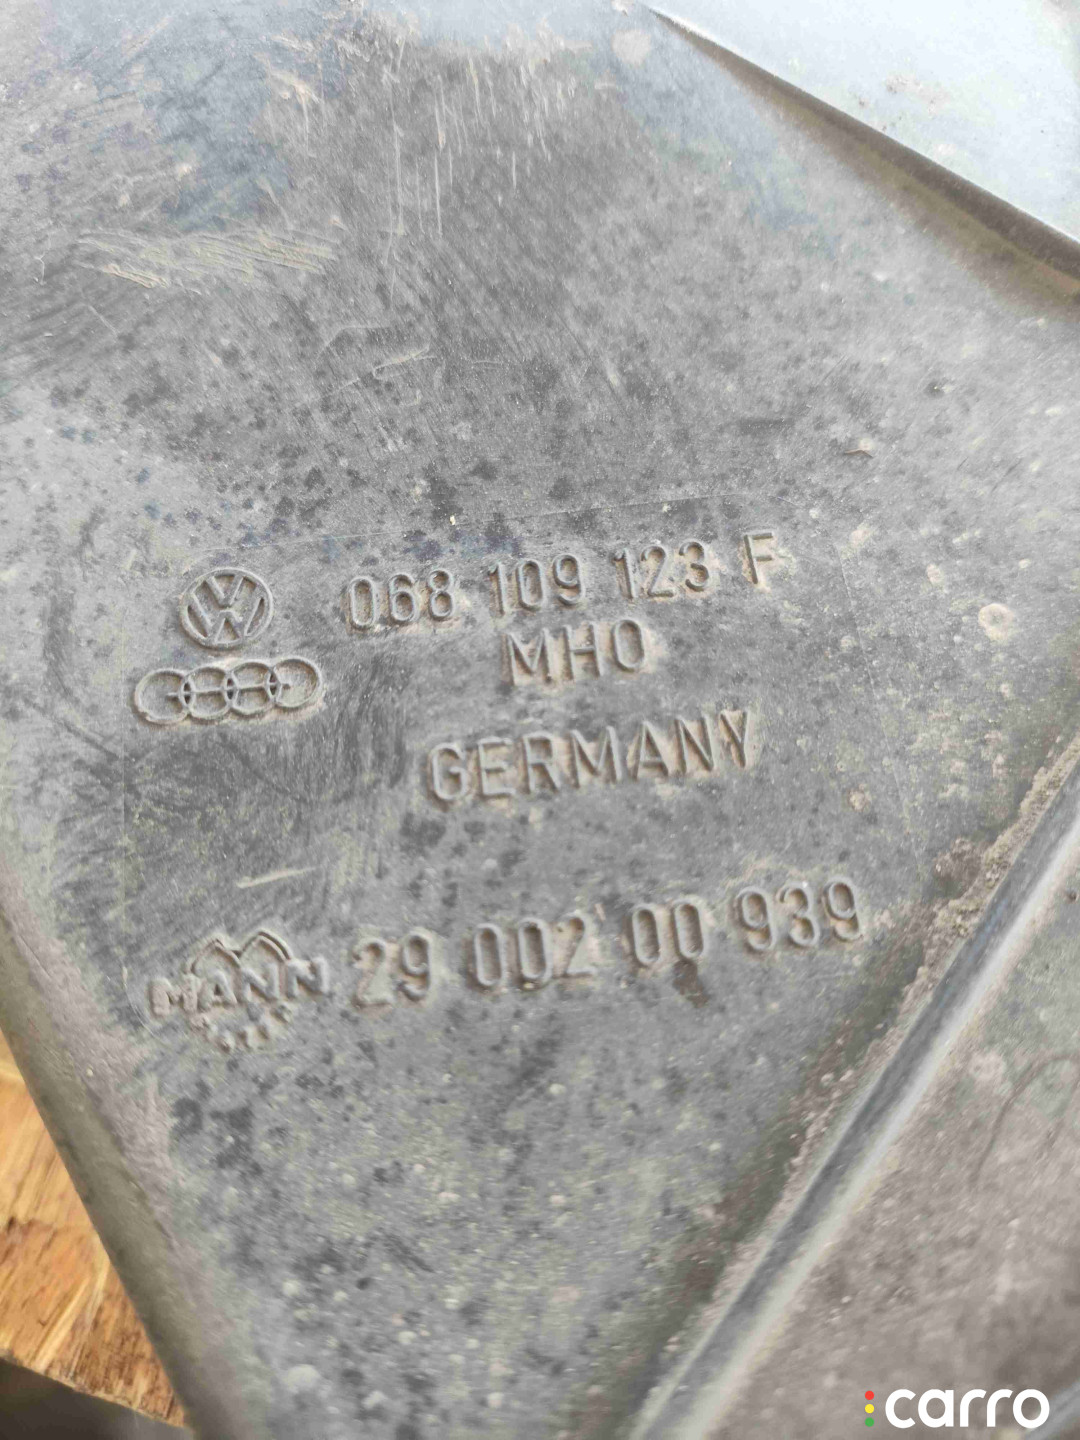 068 109 123 F
MHO
GERMANY
MANN 29 002 00 939
carro